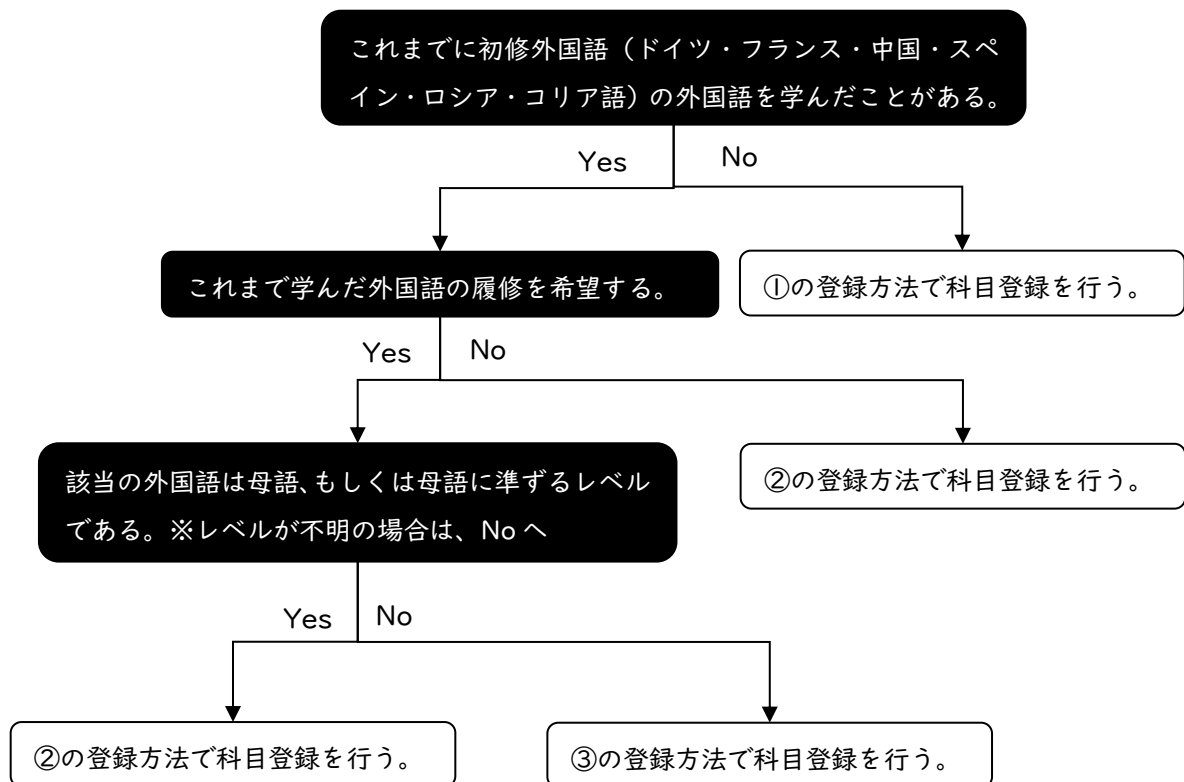 これまでに初修外国語（ドイツ・フランス・中国・スペ
イン・ロシア・コリア語）の外国語を学んだことがある。
Yes
No
これまで学んだ外国語の履修を希望する。
①の登録方法で科目登録を行う。
Yes
No
該当の外国語は母語、もしくは母語に準ずるレベル
である。※レベルが不明の場合は、No へ
②の登録方法で科目登録を行う。
Yes
No
②の登録方法で科目登録を行う。
③の登録方法で科目登録を行う。